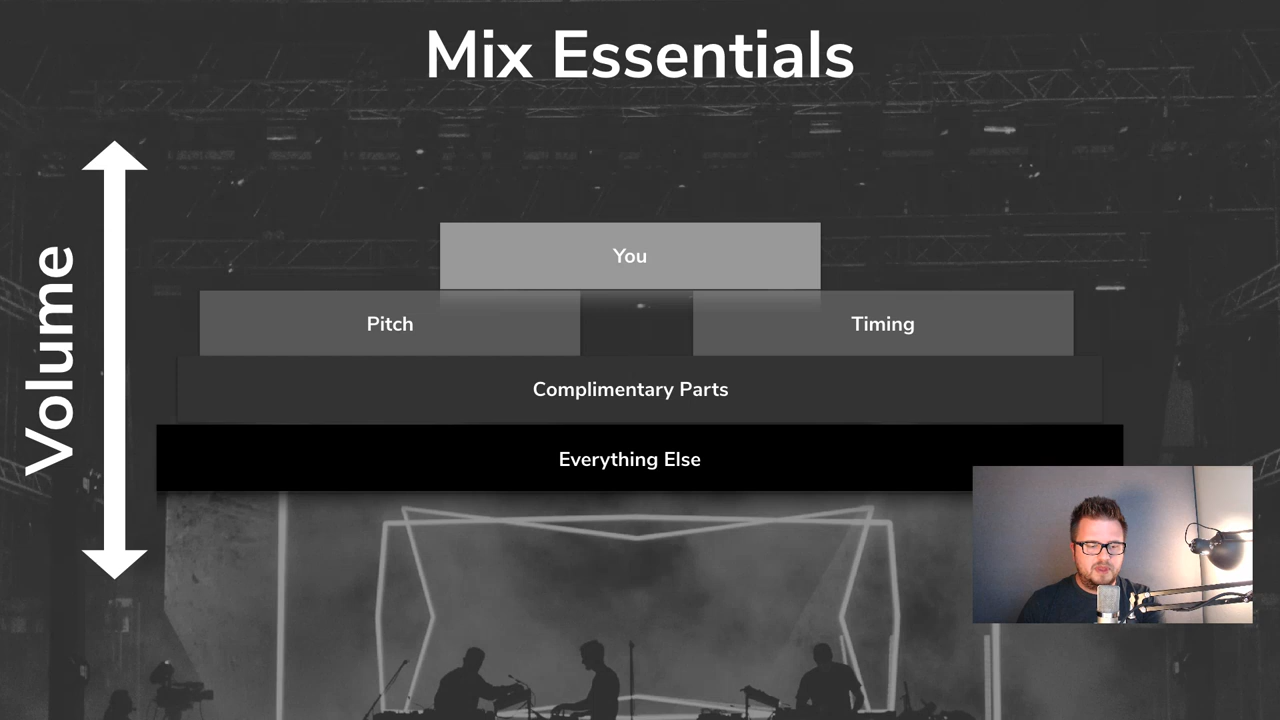 Mix Essentials
Volume
You
Pitch
Timing
Complimentary Parts
Everything Else